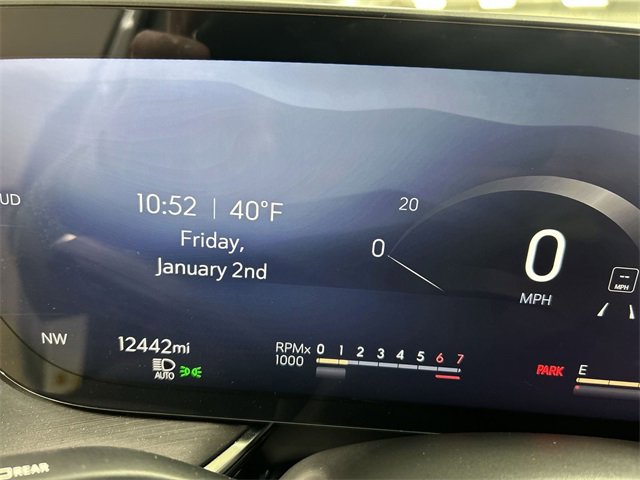 UD
10:52 | 40°F
Friday,
January 2nd
20
0
0
MPH
--
MPH
NW
12442mi
AUTO
RPMx
1000
0 1 2 3 4 5 6 7
PARK
E
REAR